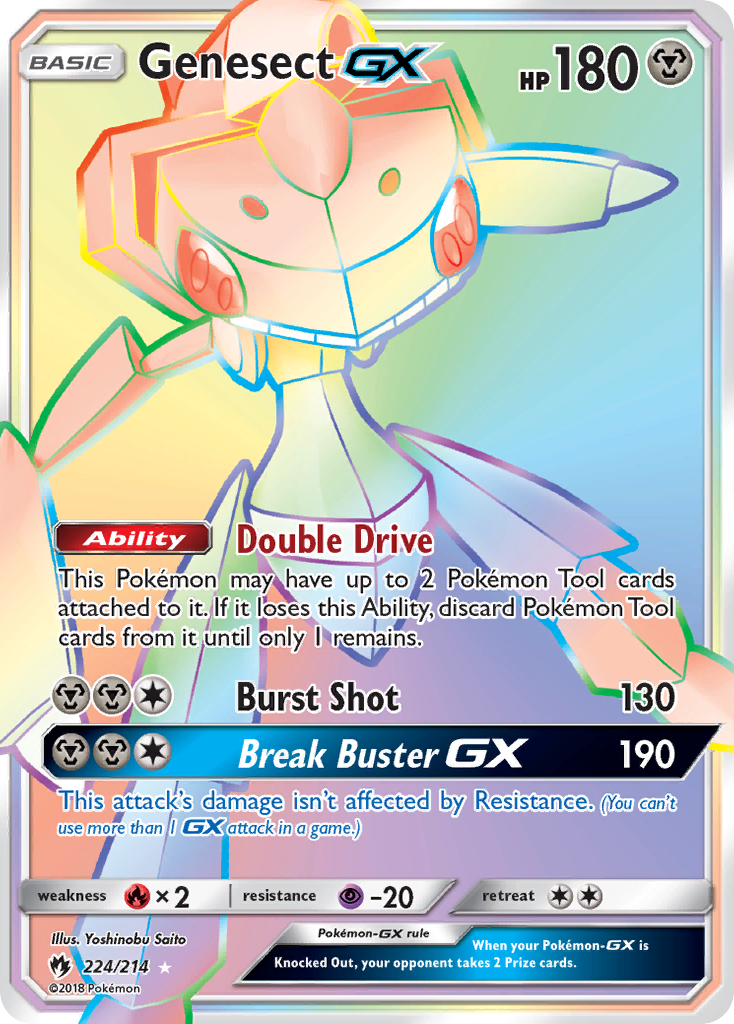 BASIC Genesect GX HP 180
Ability Double Drive
This Pokémon may have up to 2 Pokémon Tool cards
attached to it. If it loses this Ability, discard Pokémon Tool
cards from it until only 1 remains.
Burst Shot 130
Break Buster GX 190
This attack's damage isn't affected by Resistance. (You can't
use more than 1 GX attack in a game.)
weakness ×2 resistance -20 retreat
Illus. Yoshinobu Saito
224/214
©2018 Pokémon
Pokémon-GX rule
When your Pokémon-GX is
Knocked Out, your opponent takes 2 Prize cards.